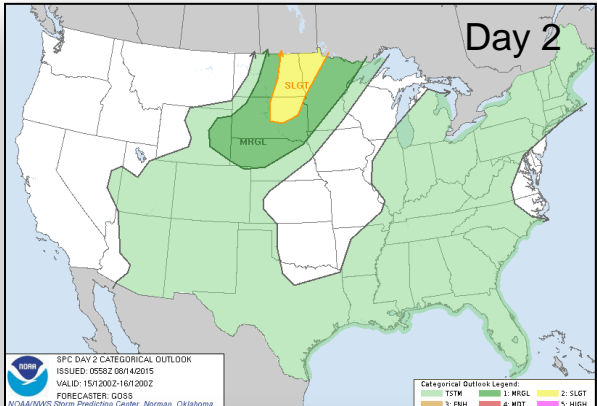 Day 2
SLGT
MRGL
NOAA
SPC DAY 2 CATEGORICAL OUTLOOK
ISSUED: 0558Z 08/14/2015
VALID: 15/1200Z-16/1200Z
FORECASTER: GOSS
NOAA/NWS Storm Prediction Center, Norman, Oklahoma
Categorical Outlook Legend:
TSTM 1: MRGL 2: SLGT
3: ENH 4: MDT 5: HIGH